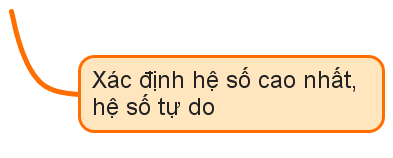 Xác định hệ số cao nhất,
hệ số tự do